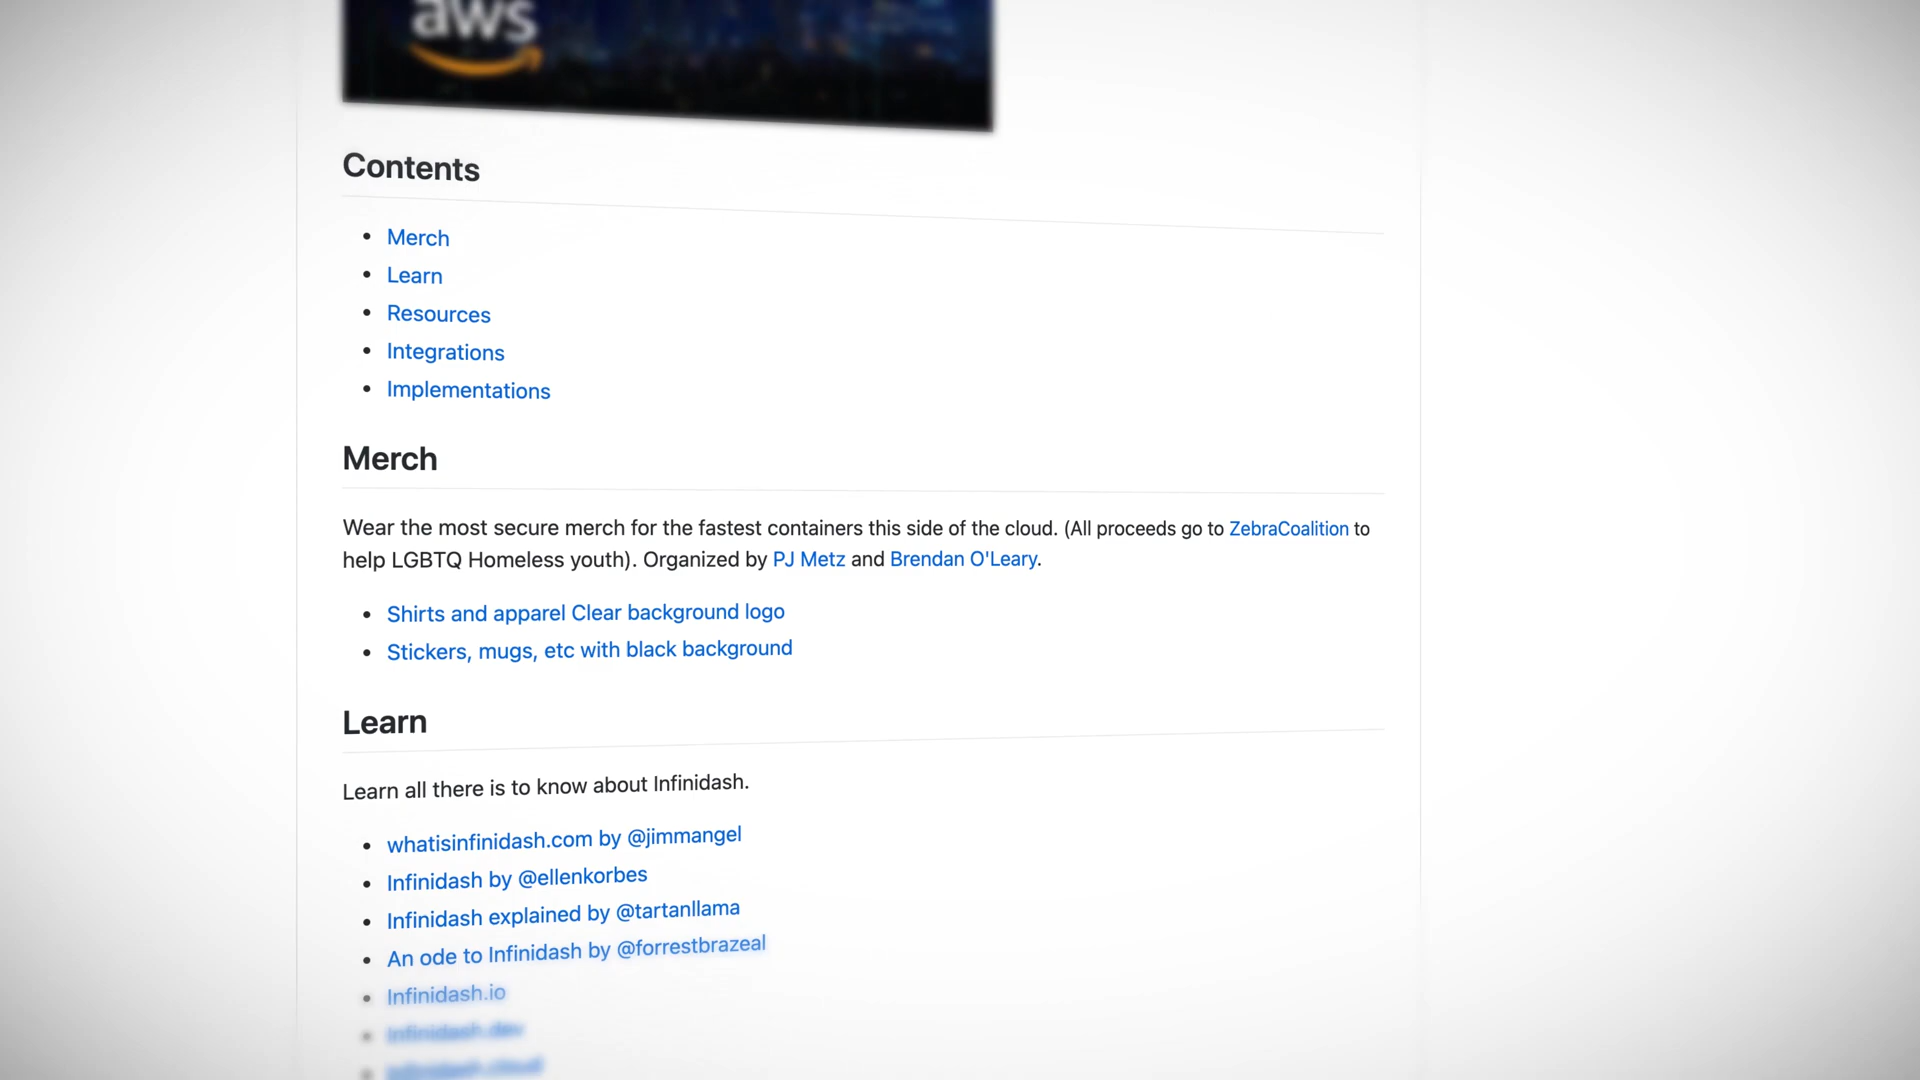 aws
Contents
Merch
Learn
Resources
Integrations
Implementations
Merch
Wear the most secure merch for the fastest containers this side of the cloud. (All proceeds go to ZebraCoalition to
help LGBTQ Homeless youth). Organized by PJ Metz and Brendan O'Leary.
Shirts and apparel Clear background logo
Stickers, mugs, etc with black background
Learn
Learn all there is to know about Infinidash.
whatisinfinidash.com by @jimmangel
Infinidash by @ellenkorbes
Infinidash explained by @tartanllama
An ode to Infinidash by @forrestbrazeal
Infinidash.io
Infinidash.dev
Infinidash.cloud